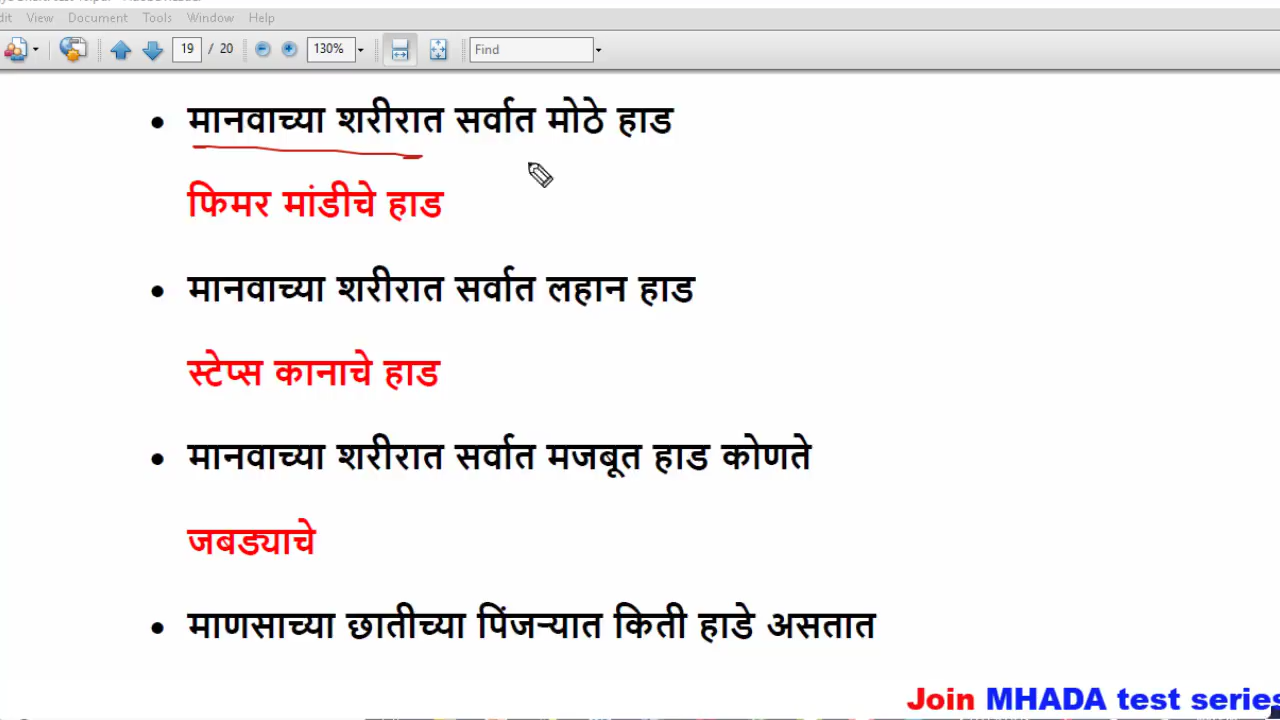 View Document Tools Window Help
19 / 20 130% Find
• मानवाच्या शरीरात सर्वात मोठे हाड
फिमर मांडीचे हाड
• मानवाच्या शरीरात सर्वात लहान हाड
स्टेप्स कानाचे हाड
• मानवाच्या शरीरात सर्वात मजबूत हाड कोणते
जबड्याचे
• माणसाच्या छातीच्या पिंजऱ्यात किती हाडे असतात
Join MHADA test series